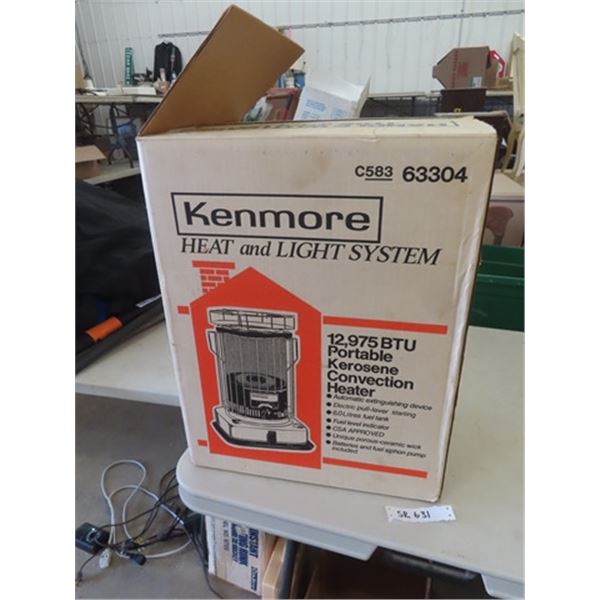 C583 63304
Kenmore
HEAT and LIGHT SYSTEM
12,975 BTU
Portable
Kerosene
Convection
Heater
● Automatic extinguishing device
● Electric pull-lever starting
● 6.0 Litres fuel tank
● Fuel level indicator
● CSA APPROVED
● Unique porous-ceramic wick
● Batteries and fuel siphon pump
included
SR 631
INSTANT